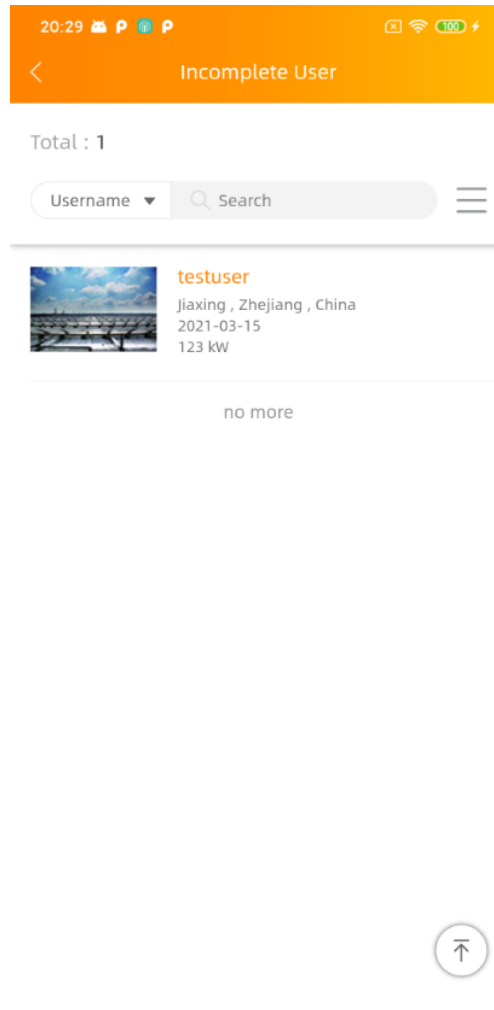 20:29
Incomplete User
Total : 1
Username
Search
testuser
Jiaxing , Zhejiang , China
2021-03-15
123 kW
no more
100